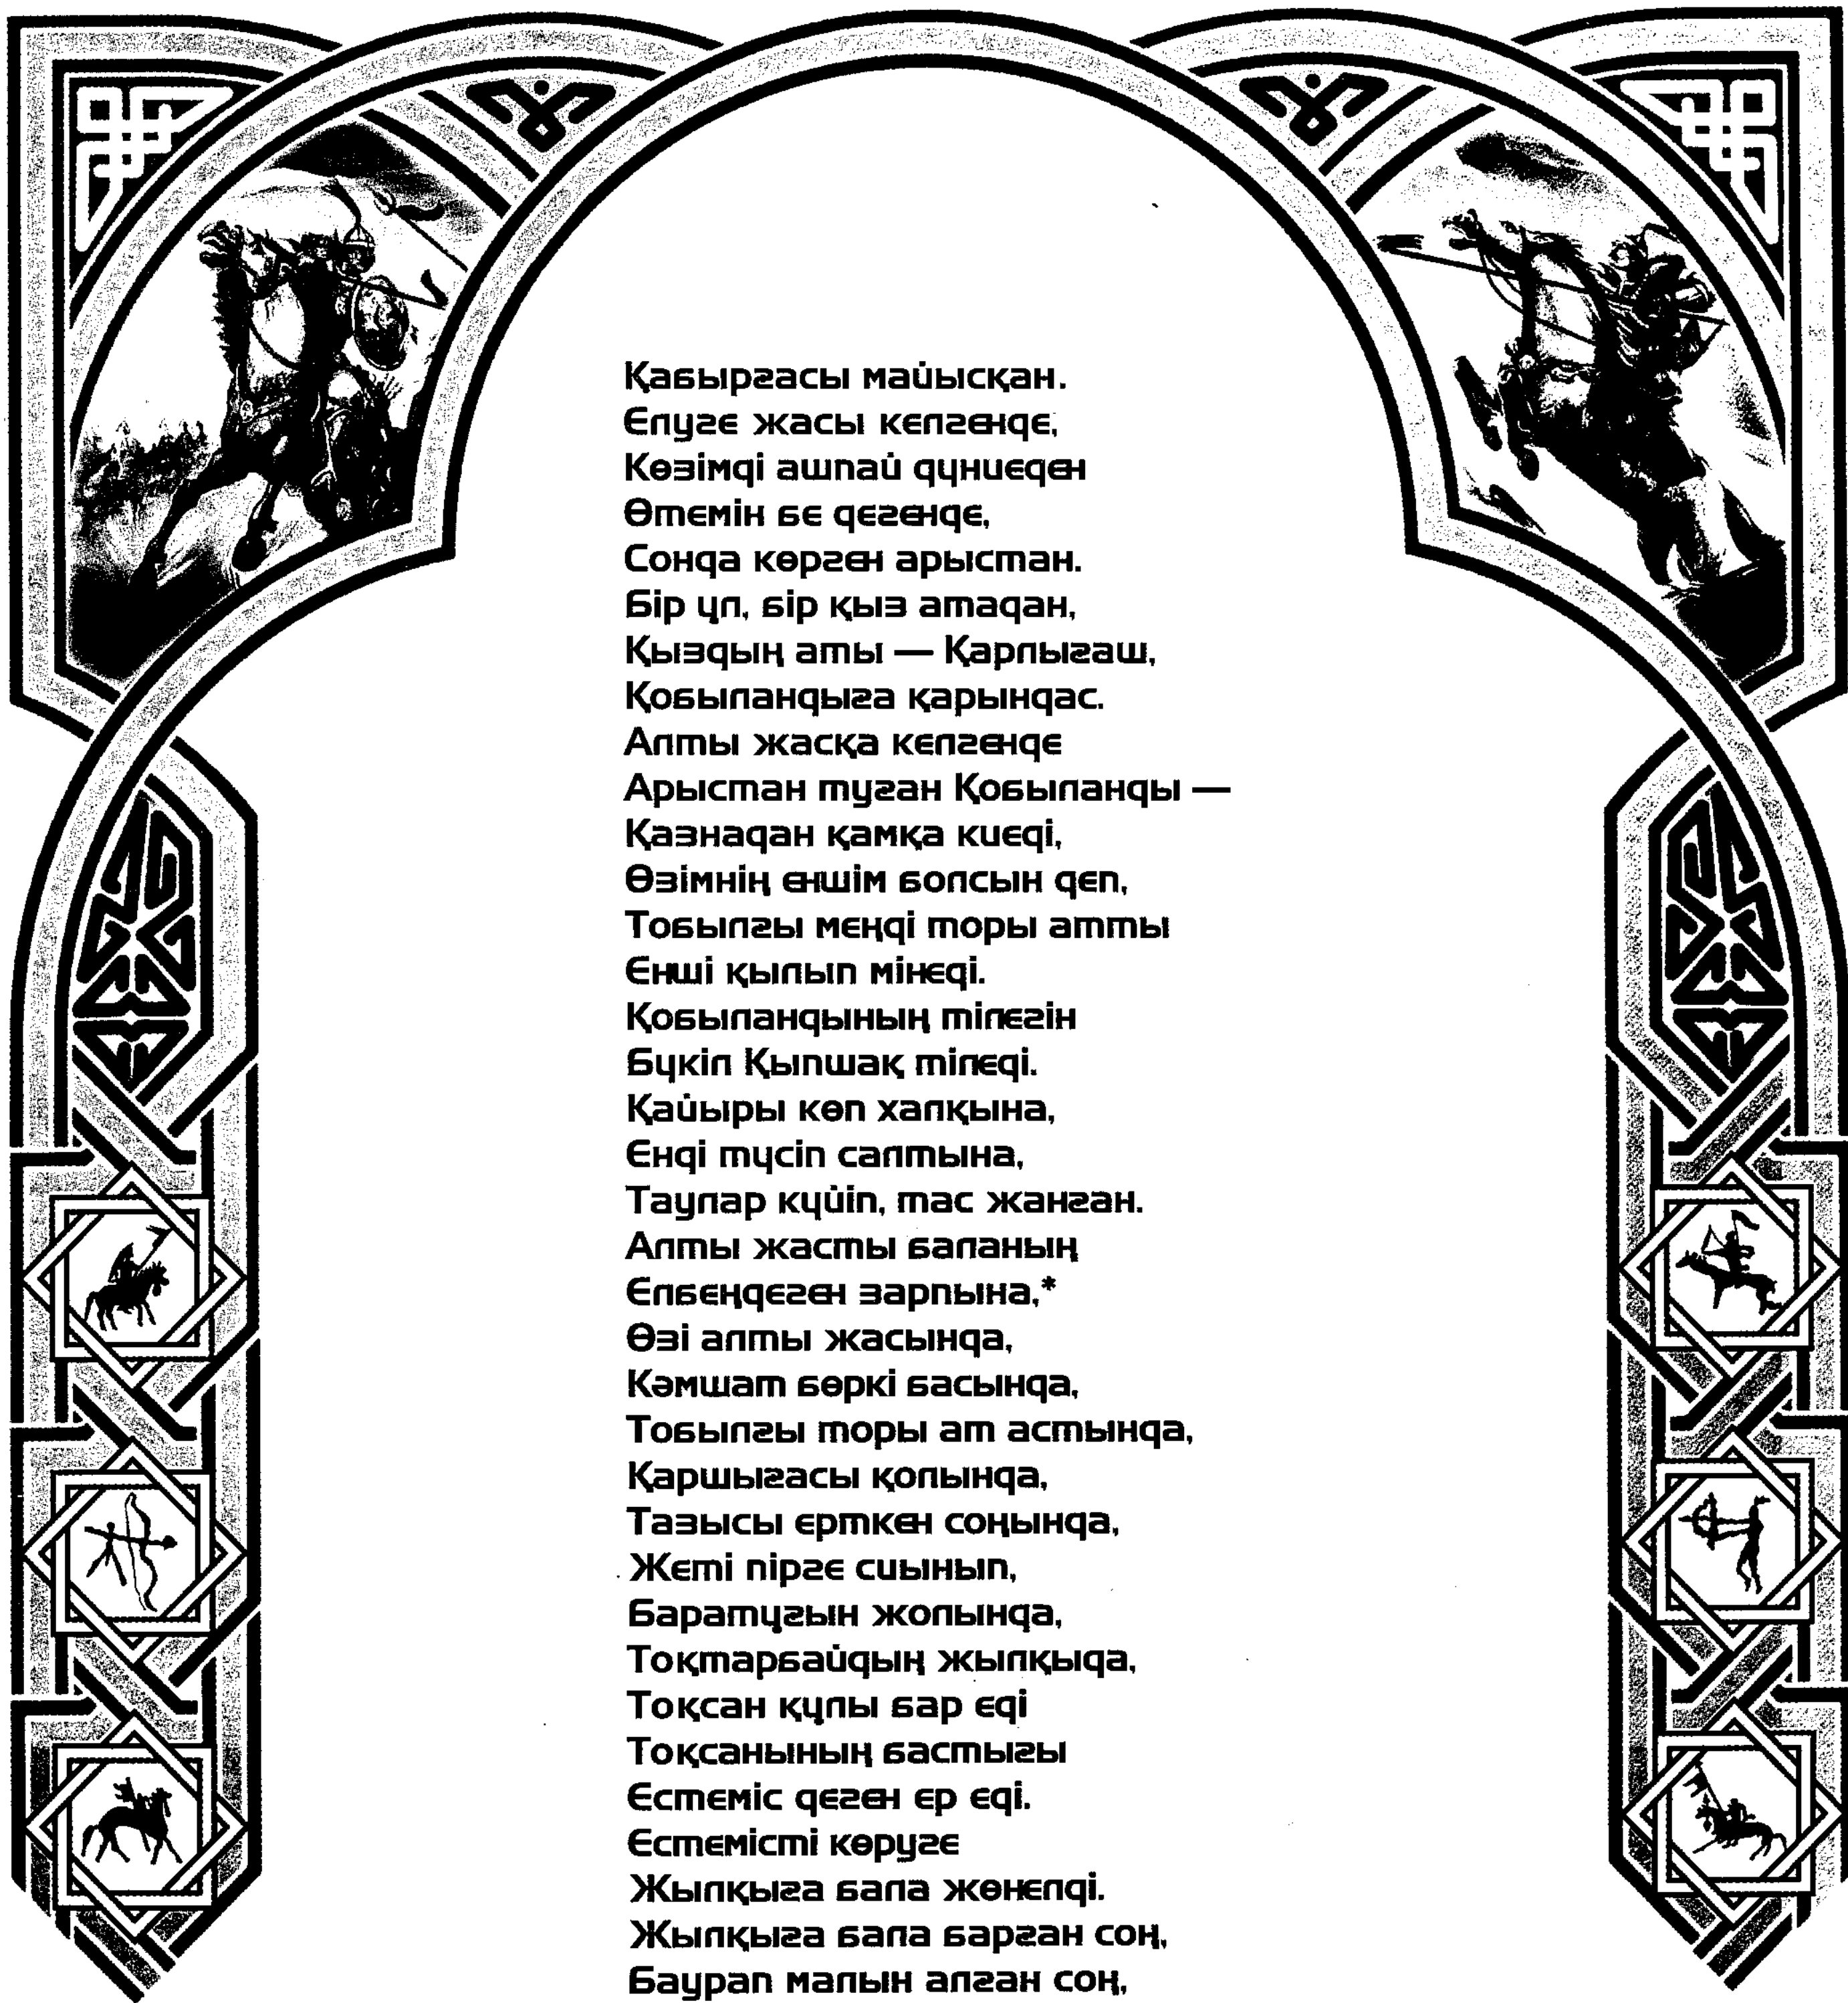 Қабырғасы майысқан.
Елуге жасы келгенде,
Көзімді ашпай дүниеден
Өтемін бе дегенде,
Сонда көрген арыстан.
Бір ұл, бір қыз атадан,
Қыздың аты — Қарлығаш,
Қобыландыға қарындас.
Алты жасқа келгенде
Арыстан туған Қобыланды —
Қазнадан қамқа киеді,
Өзімнің еншім болсын деп,
Тобылғы меңді торы атты
Енші қылып мінеді.
Қобыландының тілегін
Бүкіл Қыпшақ тіледі.
Қайыры көп халқына,
Енді түсіп салтына,
Таулар күйіп, тас жанған.
Алты жасты баланың
Елбеңдеген зарпына,*
Өзі алты жасында,
Кәмшат бөркі басында,
Тобылғы торы ат астында,
Қаршығасы қолында,
Тазысы ерткен соңында,
Жеті пірге сиынып,
Баратұғын жолында,
Тоқтарбайдың жылқыда,
Тоқсан құлы бар еді
Тоқсанының бастығы
Естеміс деген ер еді.
Естемісті көруге
Жылқыға бала жөнелді.
Жылқыға бала барған соң,
Баурап малын алған соң,